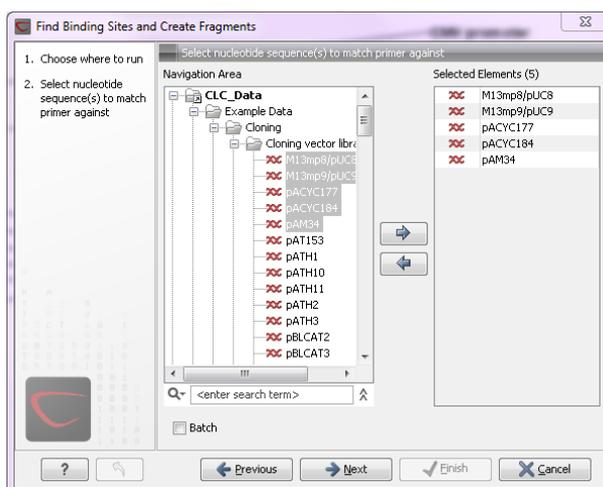 Find Binding Sites and Create Fragments
1. Choose where to run
2. Select nucleotide
sequence(s) to match
primer against
Select nucleotide sequence(s) to match primer against
Navigation Area
CLC_Data
Example Data
Cloning
Cloning vector libra
M13mp8/pUC8
M13mp9/pUC9
pACYC177
pACYC184
pAM34
pAT153
pATH1
pATH10
pATH11
pATH2
pATH3
pBLCAT2
pBLCAT3
<enter search term>
Batch
Selected Elements (5)
M13mp8/pUC8
M13mp9/pUC9
pACYC177
pACYC184
pAM34
?
Previous
Next
Finish
Cancel